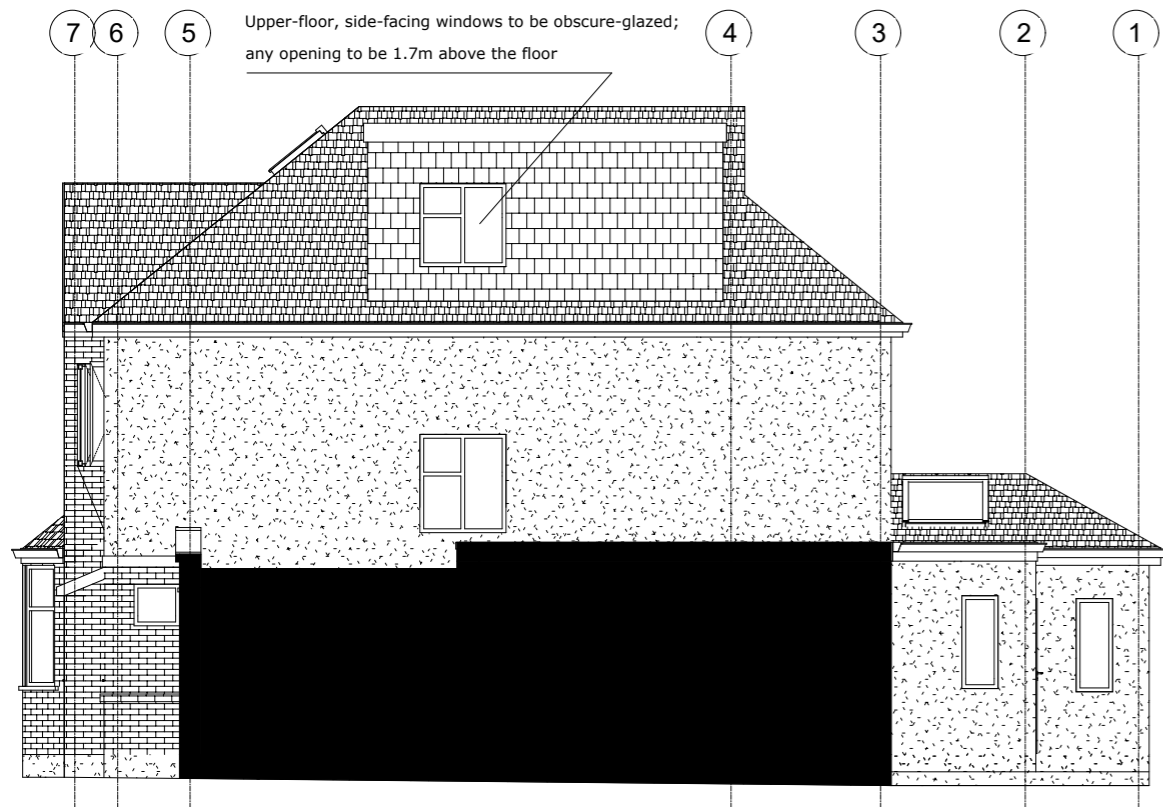 7 6 5 4 3 2 1
Upper-floor, side-facing windows to be obscure-glazed;
any opening to be 1.7m above the floor